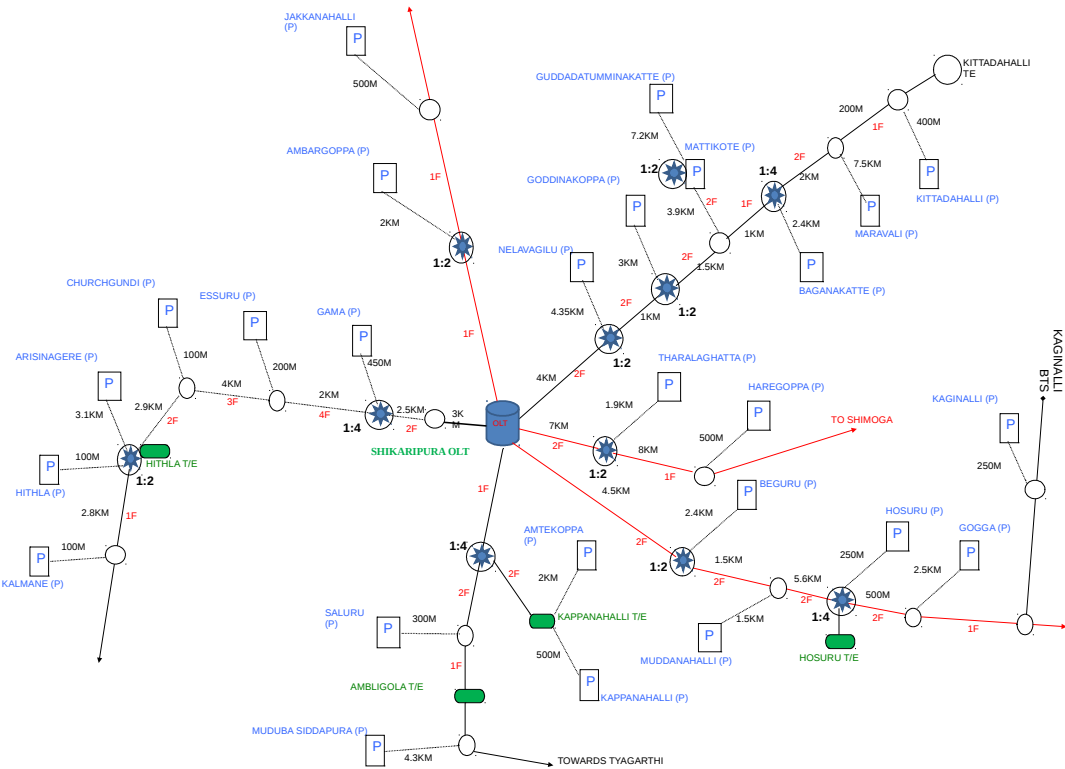 JAKKANAHALLI
(P)
P
500M
AMBARGOPPA (P)
P
2KM
1F
1:2
1F
GUDDADATUMMINAKATTE (P)
P
7.2KM
MATTIKOTE (P)
1:2
P
2F
3.9KM
GODDINAKOPPA (P)
P
3KM
NELAVAGILU (P)
P
4.35KM
KITTADAHALLI
TE
200M
1F
400M
P
KITTADAHALLI (P)
2F
7.5KM
P
MARAVALI (P)
1:4
2KM
1F
1KM
2.4KM
P
BAGANAKATTE (P)
2F
1.5KM
2F
1KM
1:2
1:2
4KM
2F
CHURCHGUNDI (P)
P
100M
ESSURU (P)
P
200M
GAMA (P)
P
450M
ARISINAGERE (P)
P
3.1KM
2.9KM
2F
4KM
3F
2KM
4F
1:4
2.5KM
2F
3K
M
OLT
SHIKARIPURA OLT
P
100M
HITHLA (P)
HITHLA T/E
1:2
2.8KM
1F
P
100M
KALMANE (P)
THARALAGHATTA (P)
P
1.9KM
HAREGOPPA (P)
P
500M
TO SHIMOGA
7KM
2F
1:2
8KM
1F
4.5KM
2F
BEGURU (P)
P
2.4KM
1:2
1.5KM
2F
P
1.5KM
MUDDANAHALLI (P)
5.6KM
2F
HOSURU (P)
P
250M
1:4
HOSURU T/E
500M
2F
GOGGA (P)
P
2.5KM
1F
KAGINALLI (P)
P
250M
KAGINALLI
BTS
1F
1:4
2F
AMTEKOPPA
(P)
P
2KM
KAPPANAHALLI T/E
500M
P
KAPPANAHALLI (P)
2F
SALURU
(P)
P
300M
1F
AMBLIGOLA T/E
MUDUBA SIDDAPURA (P)
P
4.3KM
TOWARDS TYAGARTHI